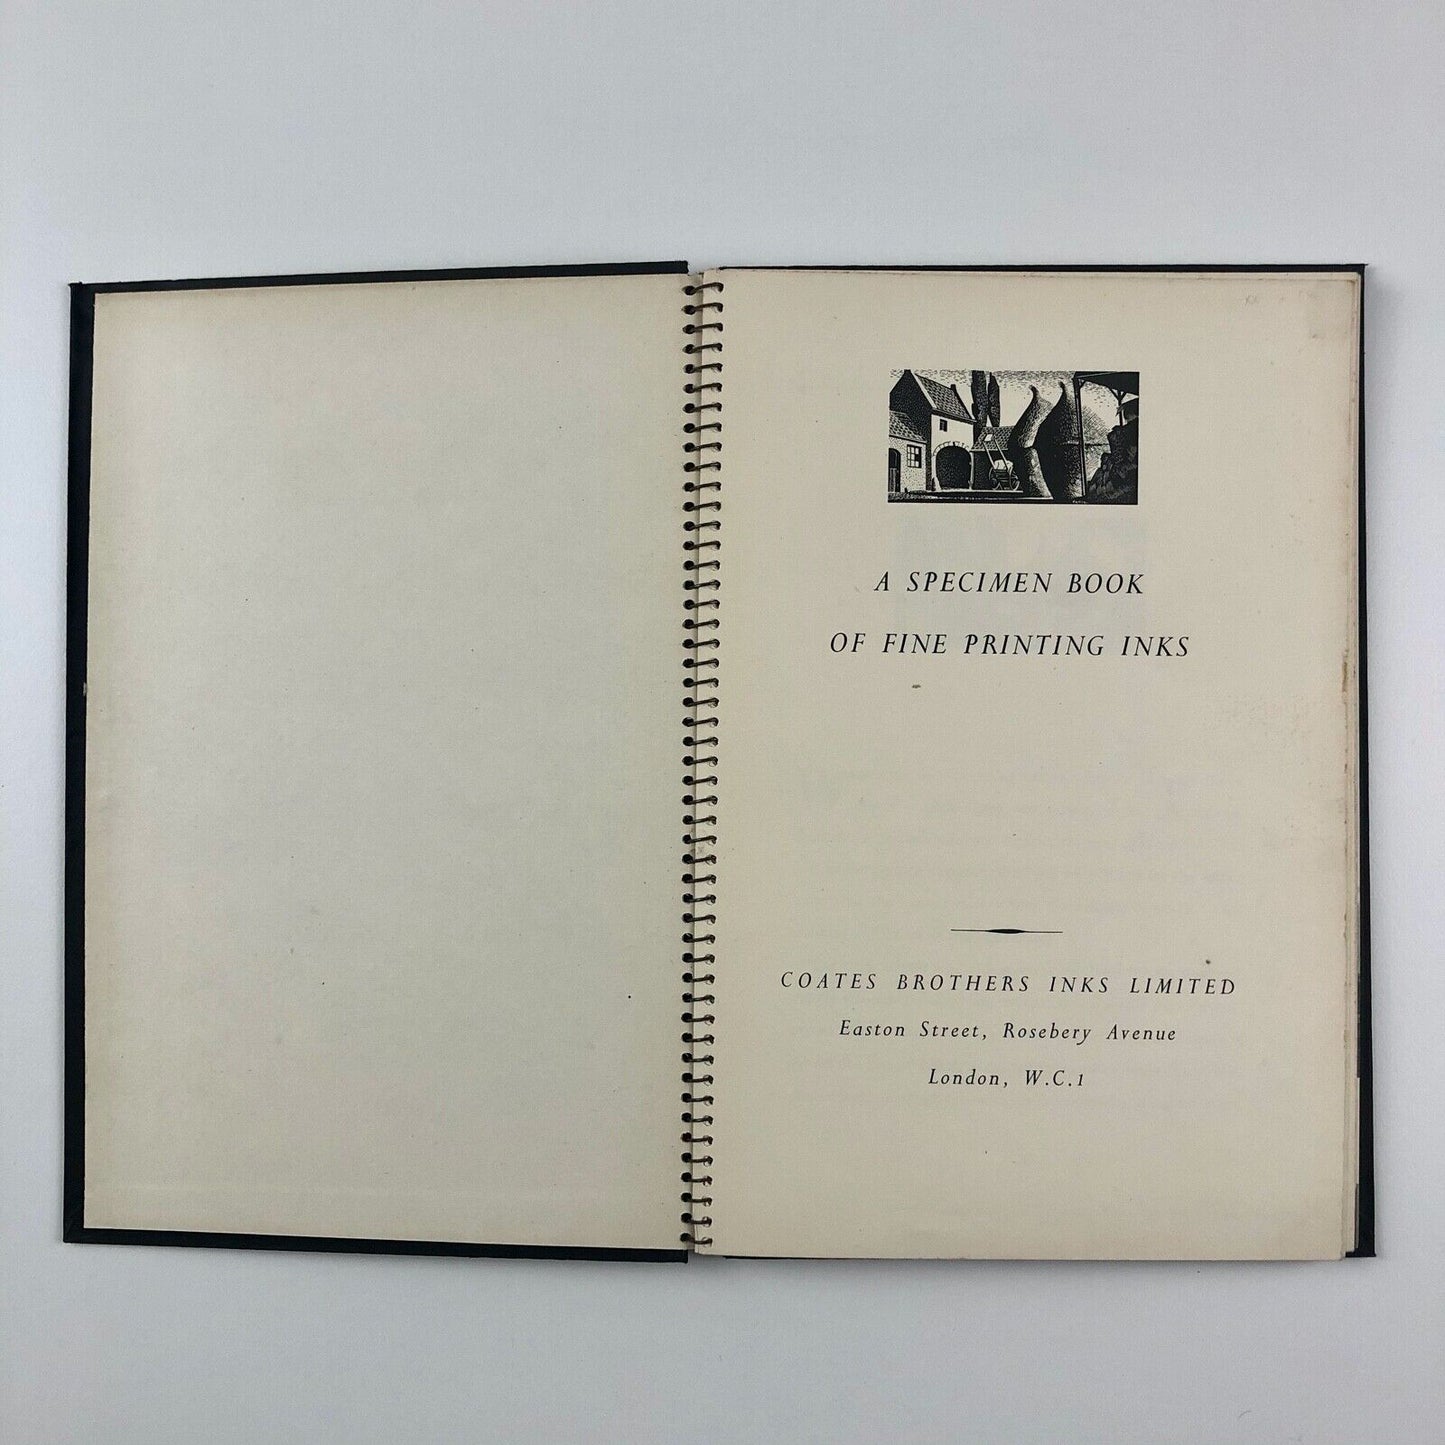 A SPECIMEN BOOK
OF FINE PRINTING INKS
COATES BROTHERS INKS LIMITED
Easton Street, Rosebery Avenue
London, W.C.1